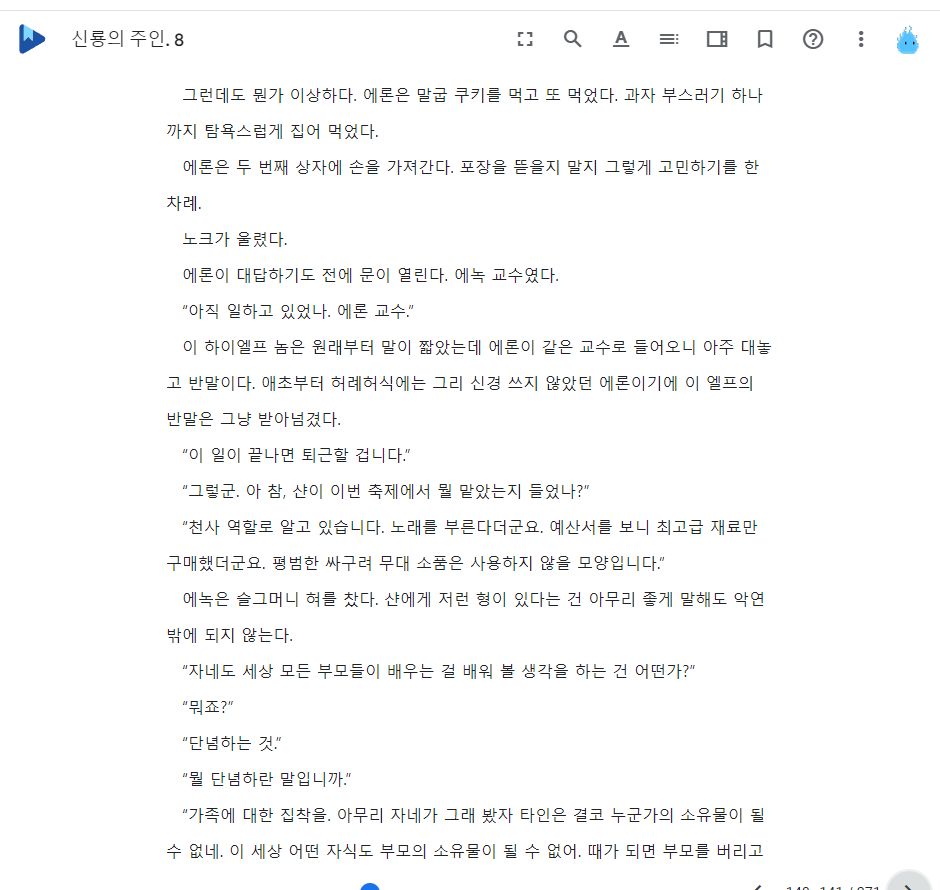 신룡의 주인. 8
그런데도 뭔가 이상하다. 에론은 말굽 쿠키를 먹고 또 먹었다. 과자 부스러기 하나
까지 탐욕스럽게 집어 먹었다.
에론은 두 번째 상자에 손을 가져간다. 포장을 뜯을지 말지 그렇게 고민하기를 한
차례.
노크가 울렸다.
에론이 대답하기도 전에 문이 열린다. 에녹 교수였다.
“아직 일하고 있었나. 에론 교수.”
이 하이엘프 놈은 원래부터 말이 짧았는데 에론이 같은 교수로 들어오니 아주 대놓
고 반말이다. 애초부터 허례허식에는 그리 신경 쓰지 않았던 에론이기에 이 엘프의
반말은 그냥 받아넘겼다.
“이 일이 끝나면 퇴근할 겁니다.”
“그렇군. 아 참, 샨이 이번 축제에서 뭘 맡았는지 들었나?”
“천사 역할로 알고 있습니다. 노래를 부른다더군요. 예산서를 보니 최고급 재료만
구매했더군요. 평범한 싸구려 무대 소품은 사용하지 않을 모양입니다.”
에녹은 슬그머니 혀를 찼다. 샨에게 저런 형이 있다는 건 아무리 좋게 말해도 악연
밖에 되지 않는다.
“자네도 세상 모든 부모들이 배우는 걸 배워 볼 생각을 하는 건 어떤가?”
“뭐죠?”
“단념하는 것.”
“뭘 단념하란 말입니까.”
“가족에 대한 집착을. 아무리 자네가 그래 봤자 타인은 결코 누군가의 소유물이 될
수 없네. 이 세상 어떤 자식도 부모의 소유물이 될 수 없어. 때가 되면 부모를 버리고